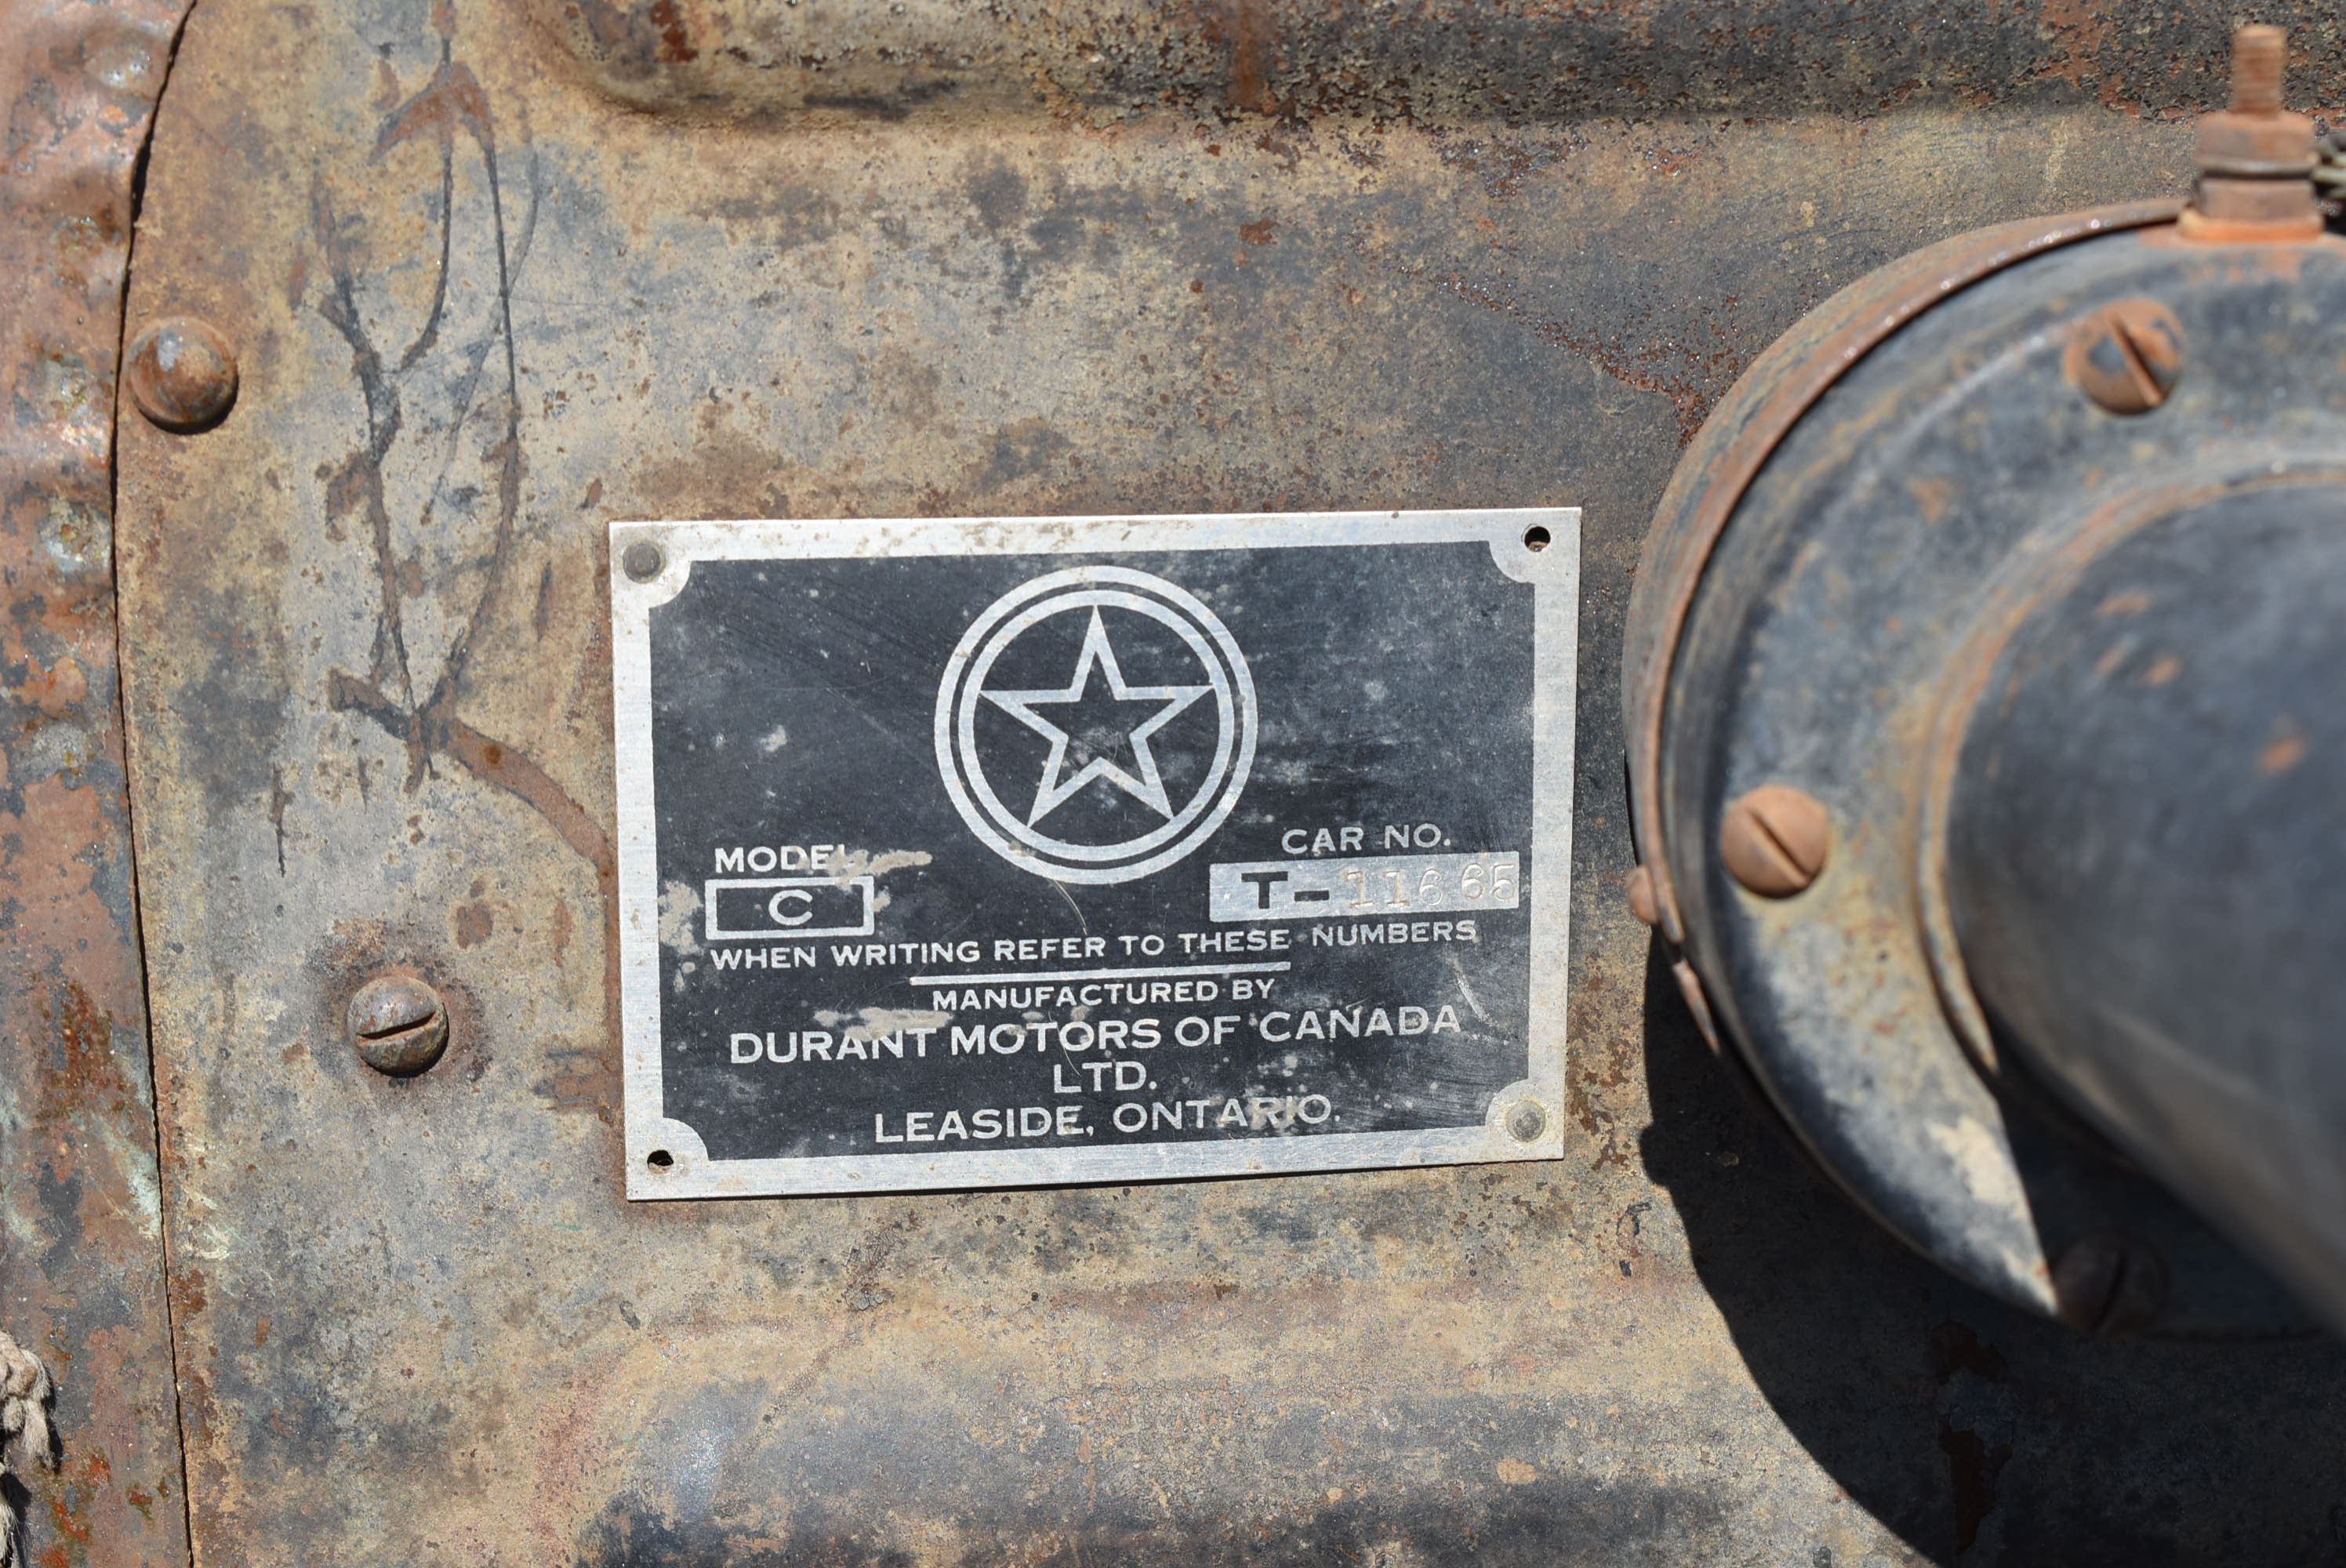 MODEL
C
CAR NO.
T-11665
WHEN WRITING REFER TO THESE NUMBERS
MANUFACTURED BY
DURANT MOTORS OF CANADA
LTD.
LEASIDE, ONTARIO.